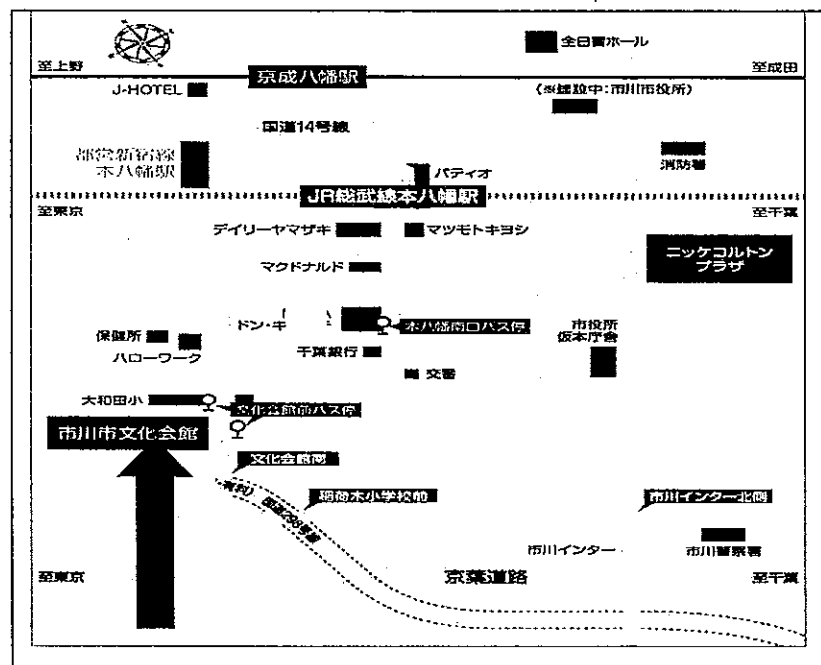 全日警ホール
至上野
京成八幡駅
至成田
J-HOTEL
(※建設中:市川市役所)
国道14号線
都営新宿線
本八幡駅
パティオ
消防署
JR総武線本八幡駅
至東京
至千葉
デイリーヤマザキ
マツモトキヨシ
ニッケコルトン
プラザ
マクドナルド
ドン・キ
本八幡南口バス停
市役所
仮本庁舎
保健所
ハローワーク
千葉銀行
交番
大和田小
文化会館前バス停
市川市文化会館
文化会館南
稲荷木小学校前
市川インター北側
国道298号線
市川インター
市川警察署
至東京
京葉道路
至千葉